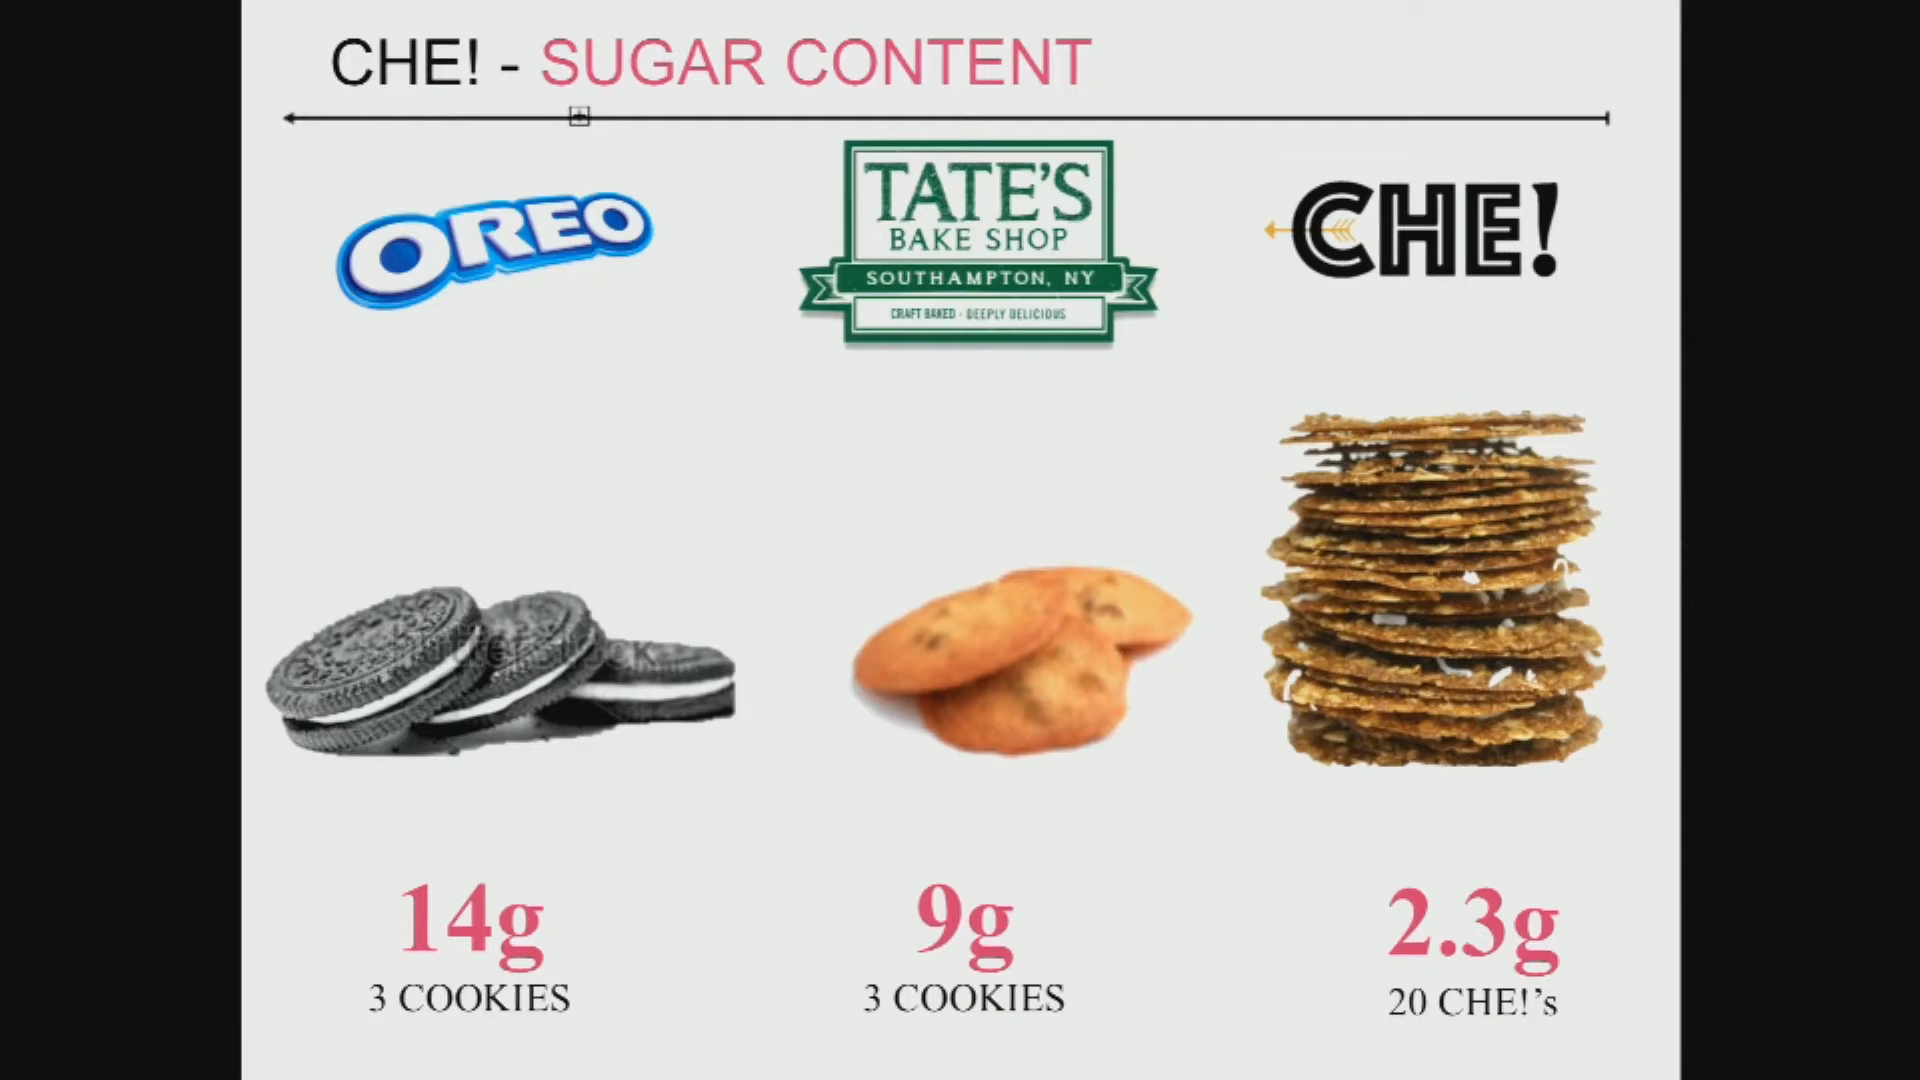 CHE! - SUGAR CONTENT
OREO
TATE'S
BAKE SHOP
SOUTHAMPTON, NY
CRAFT BAKED - DEEPLY DELICIOUS
CHE!
14g
3 COOKIES
9g
3 COOKIES
2.3g
20 CHE!'s